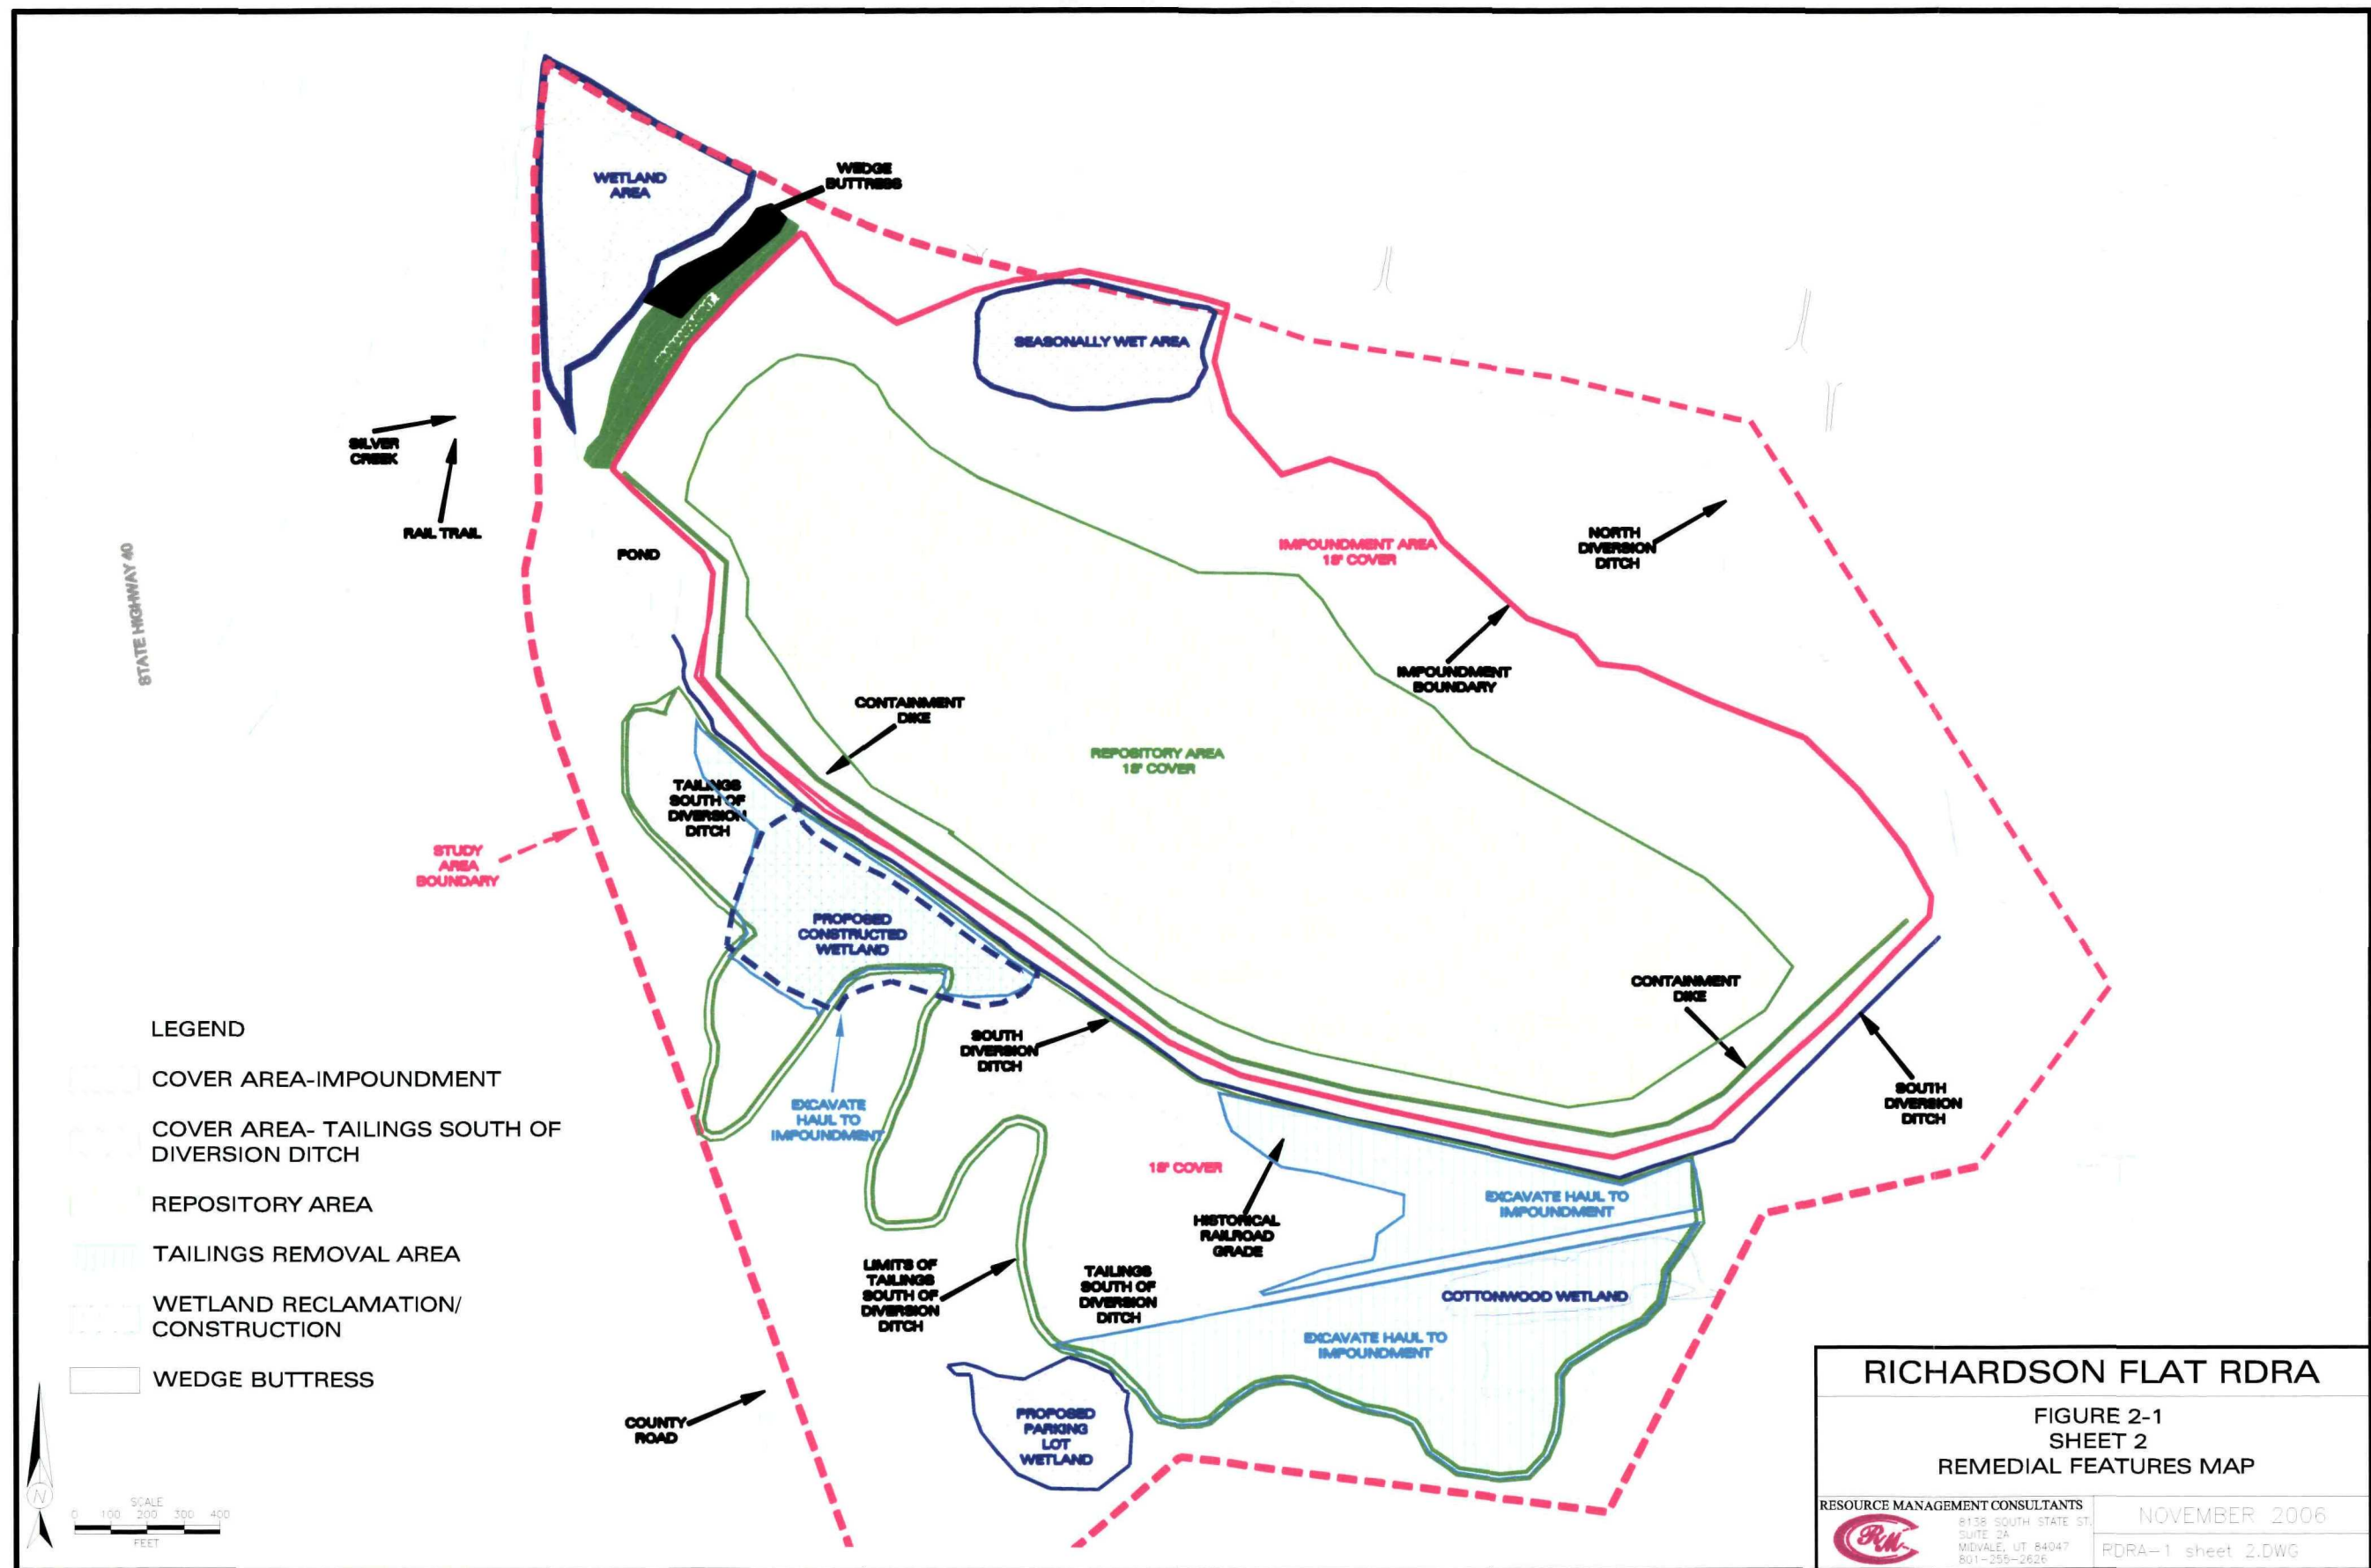 WETLAND
AREA
WEDGE
BUTTRESS
SEASONALLY WET AREA
SILVER
CREEK
RAIL TRAIL
STATE HIGHWAY 40
POND
IMPOUNDMENT AREA
18" COVER
NORTH
DIVERSION
DITCH
IMPOUNDMENT
BOUNDARY
CONTAINMENT
DIKE
REPOSITORY AREA
18" COVER
TAILINGS
SOUTH OF
DIVERSION
DITCH
STUDY
AREA
BOUNDARY
PROPOSED
CONSTRUCTED
WETLAND
CONTAINMENT
DIKE
SOUTH
DIVERSION
DITCH
SOUTH
DIVERSION
DITCH
EXCAVATE
HAUL TO
IMPOUNDMENT
18" COVER
HISTORICAL
RAILROAD
GRADE
EXCAVATE HAUL TO
IMPOUNDMENT
LIMITS OF
TAILINGS
SOUTH OF
DIVERSION
DITCH
TAILINGS
SOUTH OF
DIVERSION
DITCH
COTTONWOOD WETLAND
EXCAVATE HAUL TO
IMPOUNDMENT
COUNTY
ROAD
PROPOSED
PARKING
LOT
WETLAND
LEGEND
COVER AREA-IMPOUNDMENT
COVER AREA- TAILINGS SOUTH OF
DIVERSION DITCH
REPOSITORY AREA
TAILINGS REMOVAL AREA
WETLAND RECLAMATION/
CONSTRUCTION
WEDGE BUTTRESS
N
SCALE
0 100 200 300 400
FEET
RICHARDSON FLAT RDRA
FIGURE 2-1
SHEET 2
REMEDIAL FEATURES MAP
RESOURCE MANAGEMENT CONSULTANTS
RMC
8138 SOUTH STATE ST.
SUITE 2A
MIDVALE, UT 84047
801-255-2626
NOVEMBER 2006
RDRA-1 sheet 2.DWG